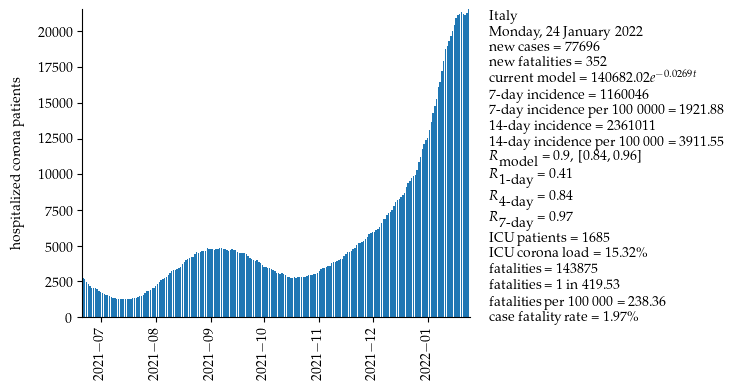 hospitalized corona patients
20000
17500
15000
12500
10000
7500
5000
2500
0
2021−07
2021−08
2021−09
2021−10
2021−11
2021−12
2022−01
Italy
Monday, 24 January 2022
new cases = 77696
new fatalities = 352
current model = 140682.02e^{−0.0269t}
7-day incidence = 1160046
7-day incidence per 100 0000 = 1921.88
14-day incidence = 2361011
14-day incidence per 100 000 = 3911.55
R_model = 0.9, [0.84, 0.96]
R_1-day = 0.41
R_4-day = 0.84
R_7-day = 0.97
ICU patients = 1685
ICU corona load = 15.32%
fatalities = 143875
fatalities = 1 in 419.53
fatalities per 100 000 = 238.36
case fatality rate = 1.97%